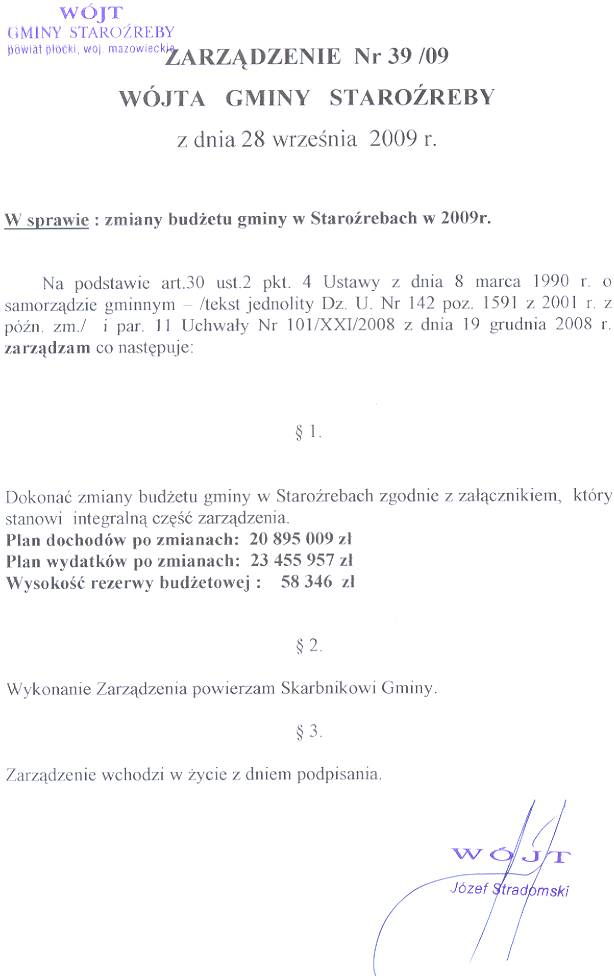 WÓJT
GMINY STAROŹREBY
powiat płocki, woj. mazowieckie
ZARZĄDZENIE Nr 39 /09
WÓJTA GMINY STAROŹREBY
z dnia 28 września 2009 r.
W sprawie : zmiany budżetu gminy w Staroźrebach w 2009r.
Na podstawie art.30 ust.2 pkt. 4 Ustawy z dnia 8 marca 1990 r. o
samorządzie gminnym – /tekst jednolity Dz. U. Nr 142 poz. 1591 z 2001 r. z
późn. zm./ i par. 11 Uchwały Nr 101/XXI/2008 z dnia 19 grudnia 2008 r.
zarządzam co następuje:
§ 1.
Dokonać zmiany budżetu gminy w Staroźrebach zgodnie z załącznikiem, który
stanowi integralną część zarządzenia.
Plan dochodów po zmianach: 20 895 009 zł
Plan wydatków po zmianach: 23 455 957 zł
Wysokość rezerwy budżetowej : 58 346 zł
§ 2.
Wykonanie Zarządzenia powierzam Skarbnikowi Gminy.
§ 3.
Zarządzenie wchodzi w życie z dniem podpisania.
WÓJT
Józef Stradomski